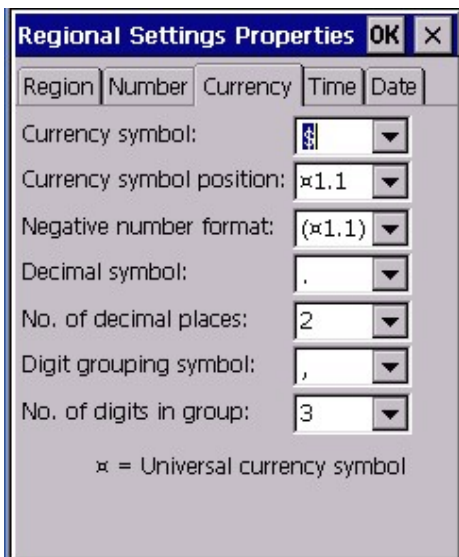 Regional Settings Properties OK ×
Region Number Currency Time Date
Currency symbol: $
Currency symbol position: ¤1.1
Negative number format: (¤1.1)
Decimal symbol: .
No. of decimal places: 2
Digit grouping symbol: ,
No. of digits in group: 3
¤ = Universal currency symbol